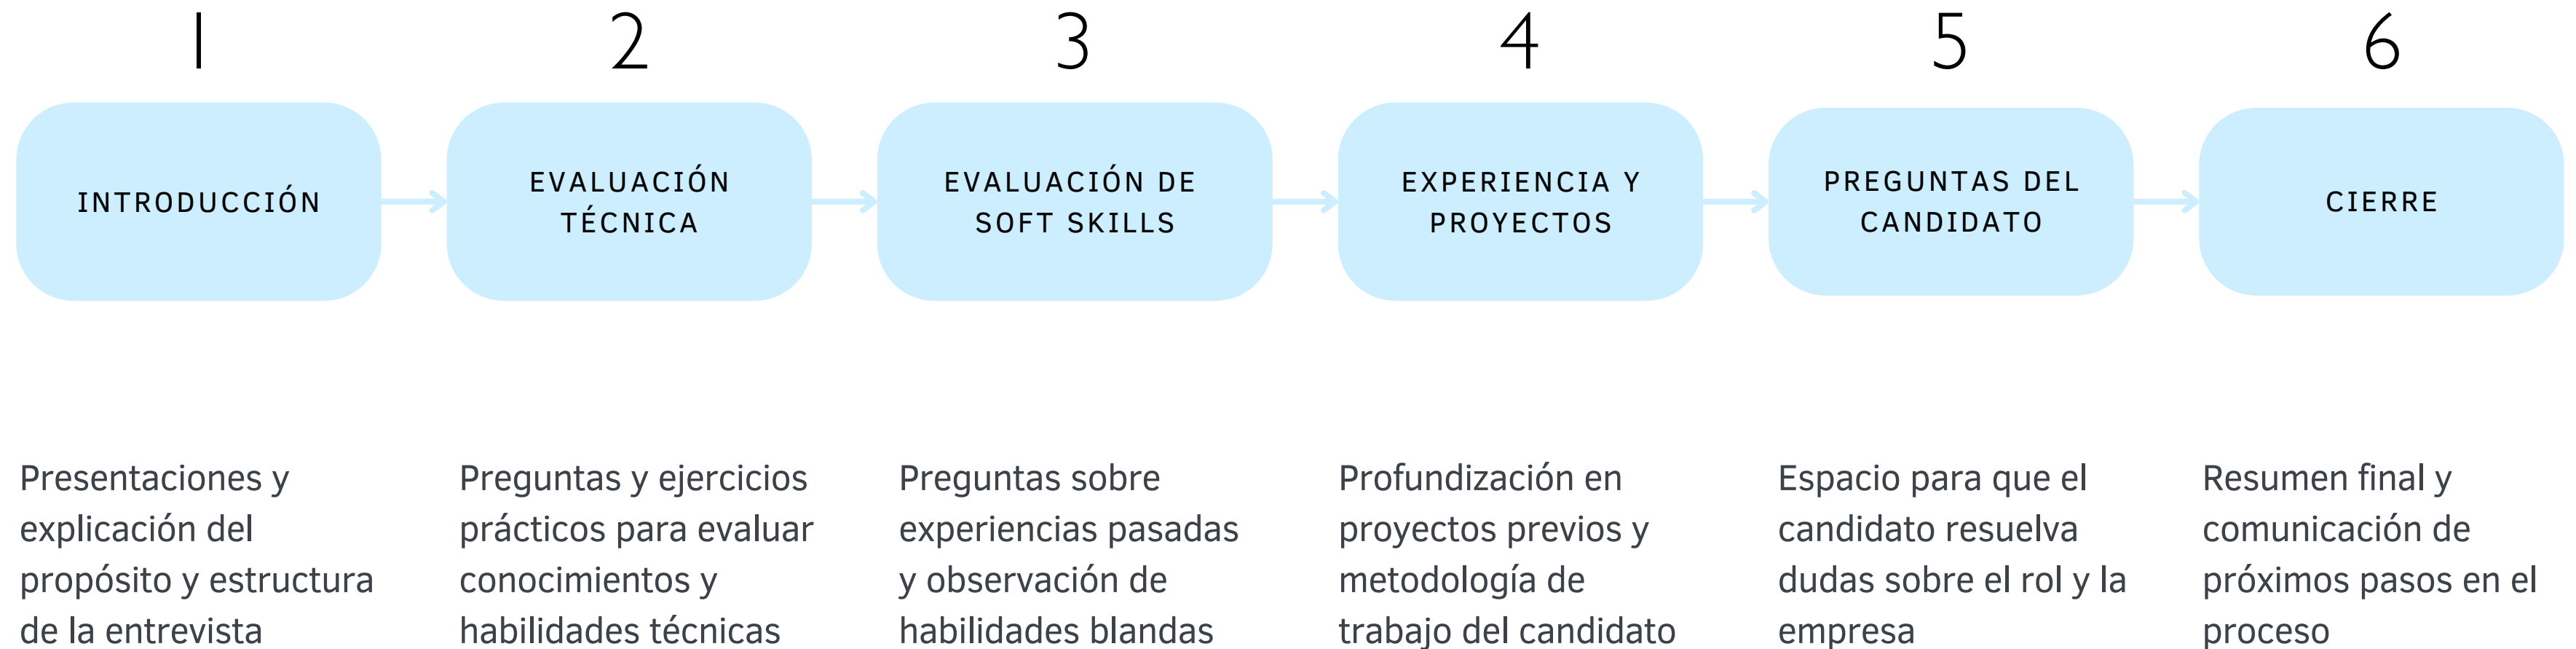 1
2
3
4
5
6
INTRODUCCIÓN
EVALUACIÓN
TÉCNICA
EVALUACIÓN DE
SOFT SKILLS
EXPERIENCIA Y
PROYECTOS
PREGUNTAS DEL
CANDIDATO
CIERRE
Presentaciones y
explicación del
propósito y estructura
de la entrevista
Preguntas y ejercicios
prácticos para evaluar
conocimientos y
habilidades técnicas
Preguntas sobre
experiencias pasadas
y observación de
habilidades blandas
Profundización en
proyectos previos y
metodología de
trabajo del candidato
Espacio para que el
candidato resuelva
dudas sobre el rol y la
empresa
Resumen final y
comunicación de
próximos pasos en el
proceso